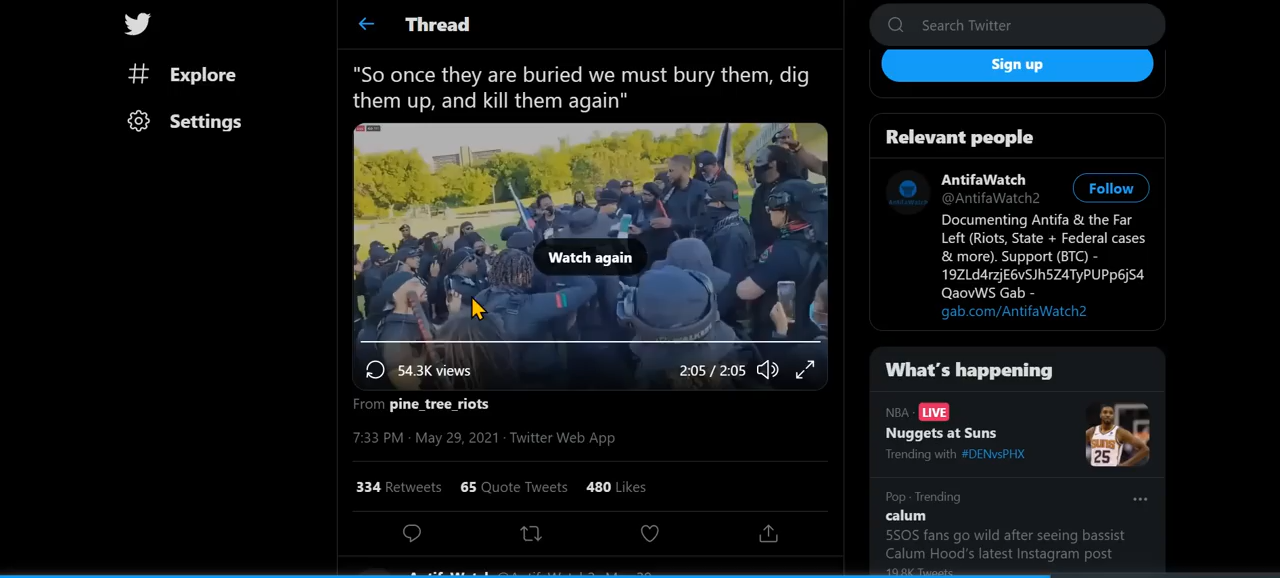 Thread
Search Twitter
Explore
Settings
"So once they are buried we must bury them, dig
them up, and kill them again"
Watch again
54.3K views
2:05 / 2:05
From pine_tree_riots
7:33 PM · May 29, 2021 · Twitter Web App
334 Retweets 65 Quote Tweets 480 Likes
Sign up
Relevant people
AntifaWatch
@AntifaWatch2
Follow
Documenting Antifa & the Far
Left (Riots, State + Federal cases
& more). Support (BTC) -
19ZLd4rzjE6vSJh5Z4TyPUPp6jS4
QaovWS Gab -
gab.com/AntifaWatch2
What's happening
NBA · LIVE
Nuggets at Suns
Trending with #DENvsPHX
Pop · Trending
calum
5SOS fans go wild after seeing bassist
Calum Hood's latest Instagram post
19.8K Tweets